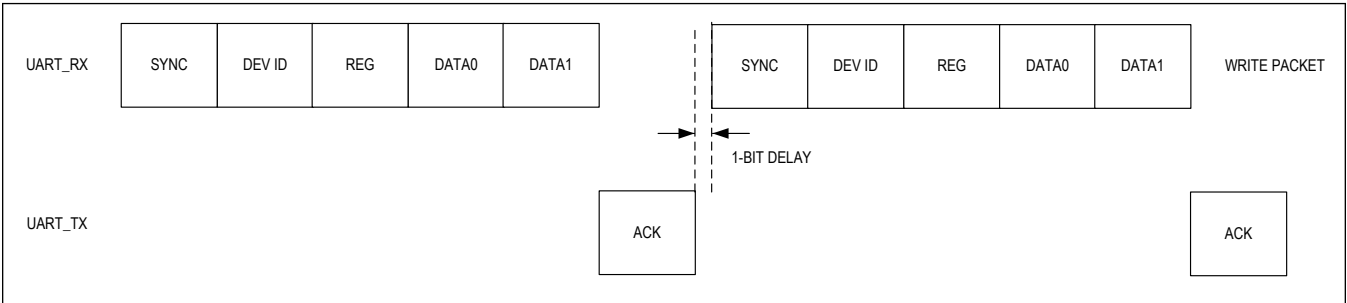 UART_RX SYNC DEV ID REG DATA0 DATA1 SYNC DEV ID REG DATA0 DATA1 WRITE PACKET
1-BIT DELAY
UART_TX ACK ACK